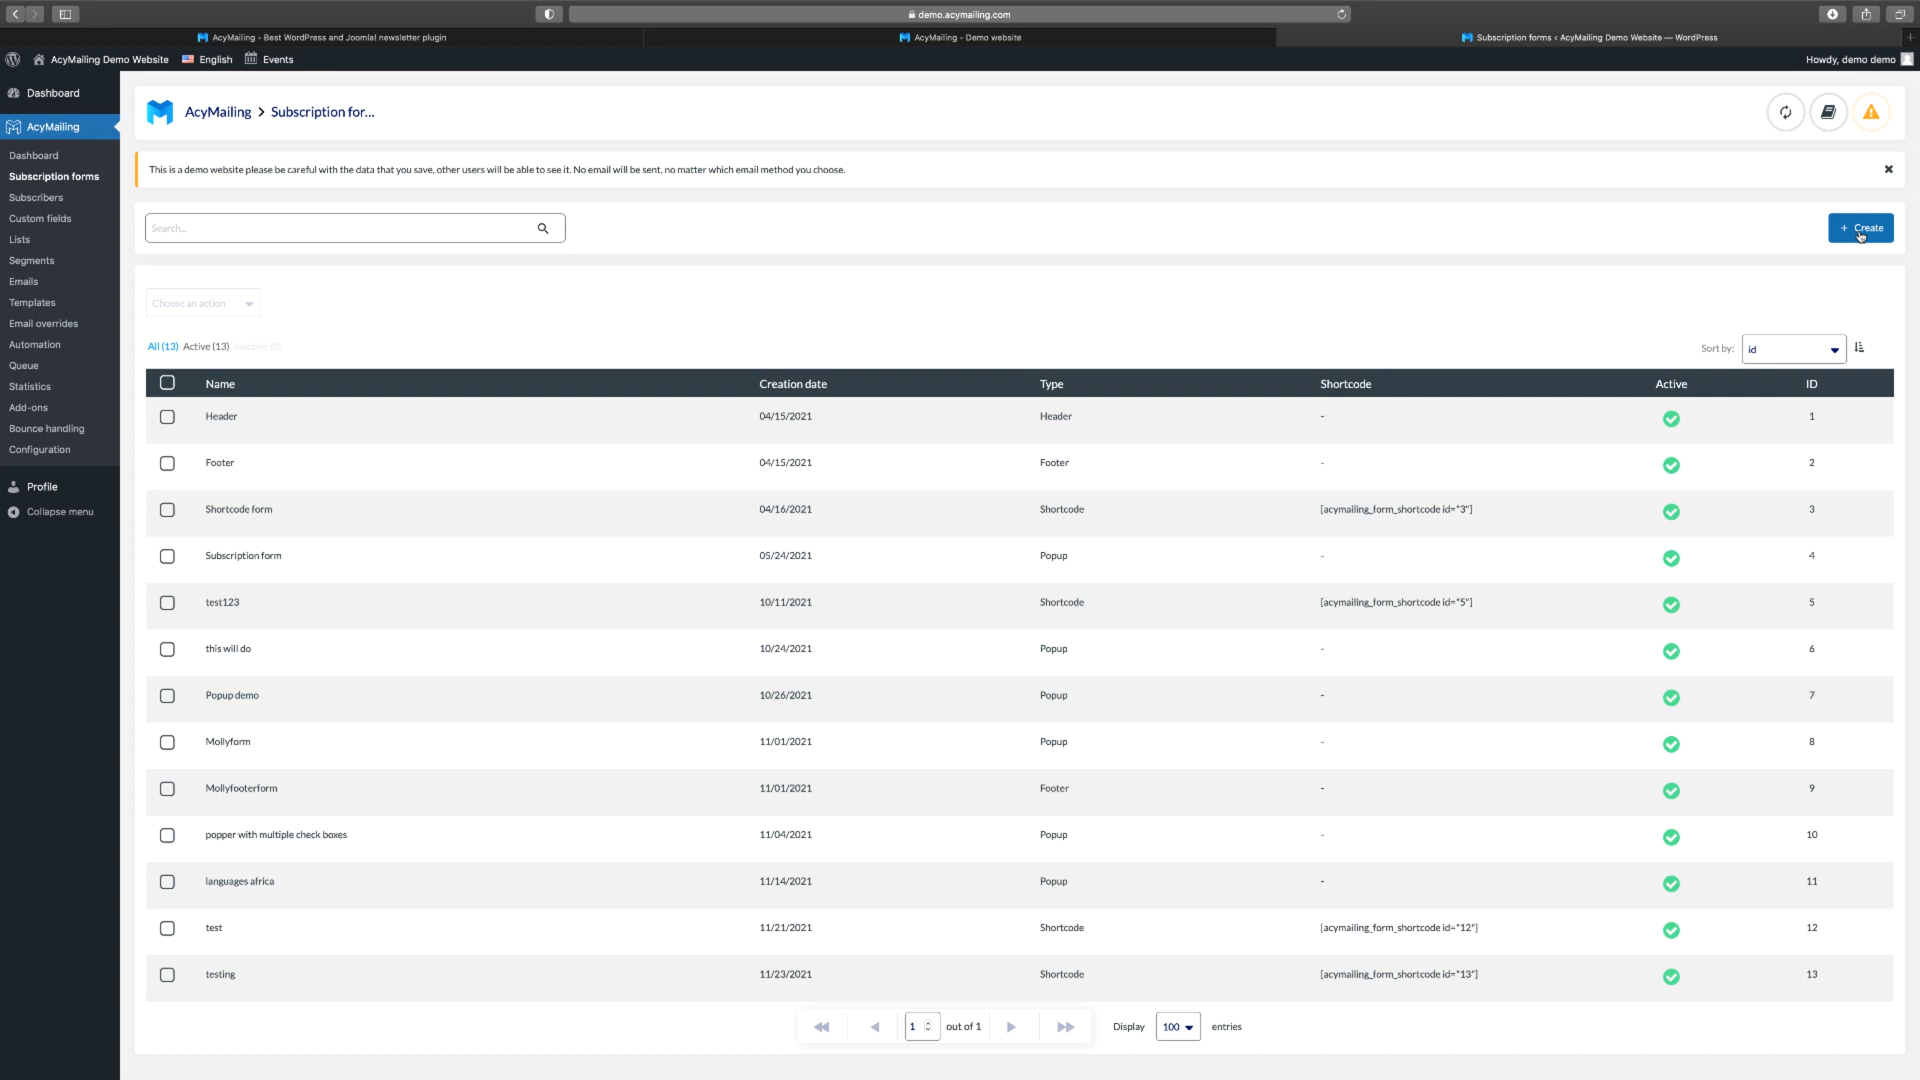 demo.acymailing.com
AcyMailing - Best WordPress and Joomla! newsletter plugin
AcyMailing - Demo website
Subscription forms ‹ AcyMailing Demo Website — WordPress
AcyMailing Demo Website English Events
Howdy, demo demo
Dashboard
AcyMailing
Dashboard
Subscription forms
Subscribers
Custom fields
Lists
Segments
Emails
Templates
Email overrides
Automation
Queue
Statistics
Add-ons
Bounce handling
Configuration
Profile
Collapse menu
AcyMailing > Subscription for...
This is a demo website please be careful with the data that you save, other users will be able to see it. No email will be sent, no matter which email method you choose.
Search...
+ Create
Choose an action
All (13) Active (13) Inactive (0)
Sort by: id
Name Creation date Type Shortcode Active ID
Header 04/15/2021 Header - 1
Footer 04/15/2021 Footer - 2
Shortcode form 04/16/2021 Shortcode [acymailing_form_shortcode id="3"] 3
Subscription form 05/24/2021 Popup - 4
test123 10/11/2021 Shortcode [acymailing_form_shortcode id="5"] 5
this will do 10/24/2021 Popup - 6
Popup demo 10/26/2021 Popup - 7
Mollyform 11/01/2021 Popup - 8
Mollyfooterform 11/01/2021 Footer - 9
popper with multiple check boxes 11/04/2021 Popup - 10
languages africa 11/14/2021 Popup - 11
test 11/21/2021 Shortcode [acymailing_form_shortcode id="12"] 12
testing 11/23/2021 Shortcode [acymailing_form_shortcode id="13"] 13
1 out of 1 Display 100 entries